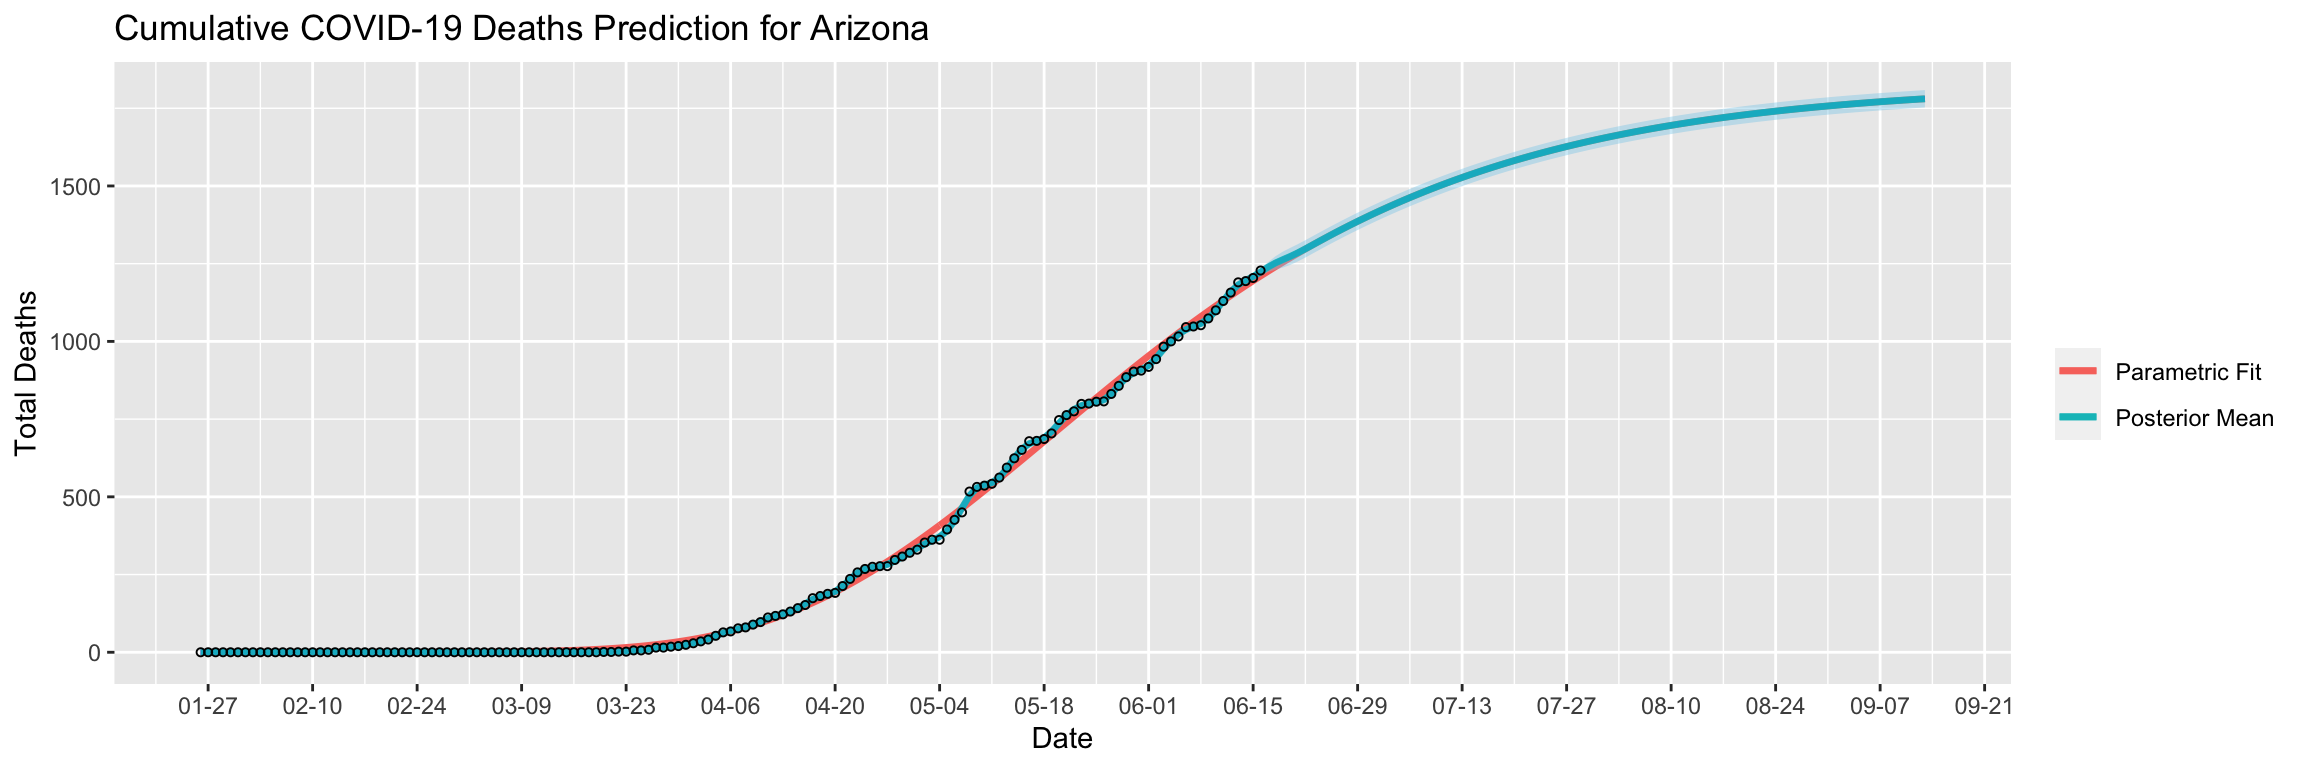 Cumulative COVID-19 Deaths Prediction for Arizona
Total Deaths
1500
1000
500
0
Parametric Fit
Posterior Mean
01-27 02-10 02-24 03-09 03-23 04-06 04-20 05-04 05-18 06-01 06-15 06-29 07-13 07-27 08-10 08-24 09-07 09-21
Date